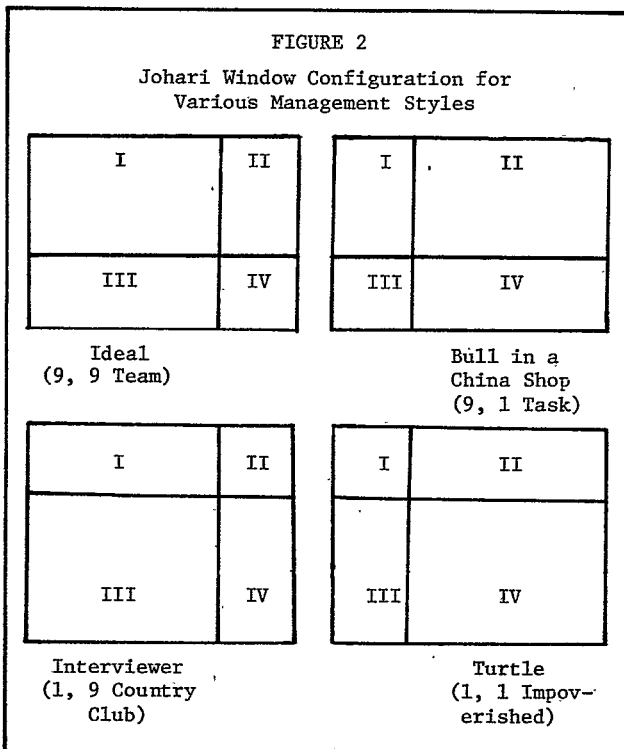 FIGURE 2
Johari Window Configuration for
Various Management Styles
I II
III IV
Ideal
(9, 9 Team)
I II
III IV
Bull in a
China Shop
(9, 1 Task)
I II
III IV
Interviewer
(1, 9 Country
Club)
I II
III IV
Turtle
(1, 1 Impov-
erished)